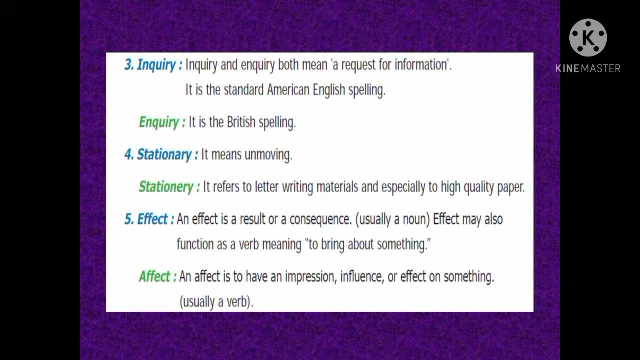 KINEMASTER
3. Inquiry : Inquiry and enquiry both mean 'a request for information'.
It is the standard American English spelling.
Enquiry : It is the British spelling.
4. Stationary : It means unmoving.
Stationery : It refers to letter writing materials and especially to high quality paper.
5. Effect : An effect is a result or a consequence. (usually a noun) Effect may also
function as a verb meaning "to bring about something."
Affect : An affect is to have an impression, influence, or effect on something.
(usually a verb).